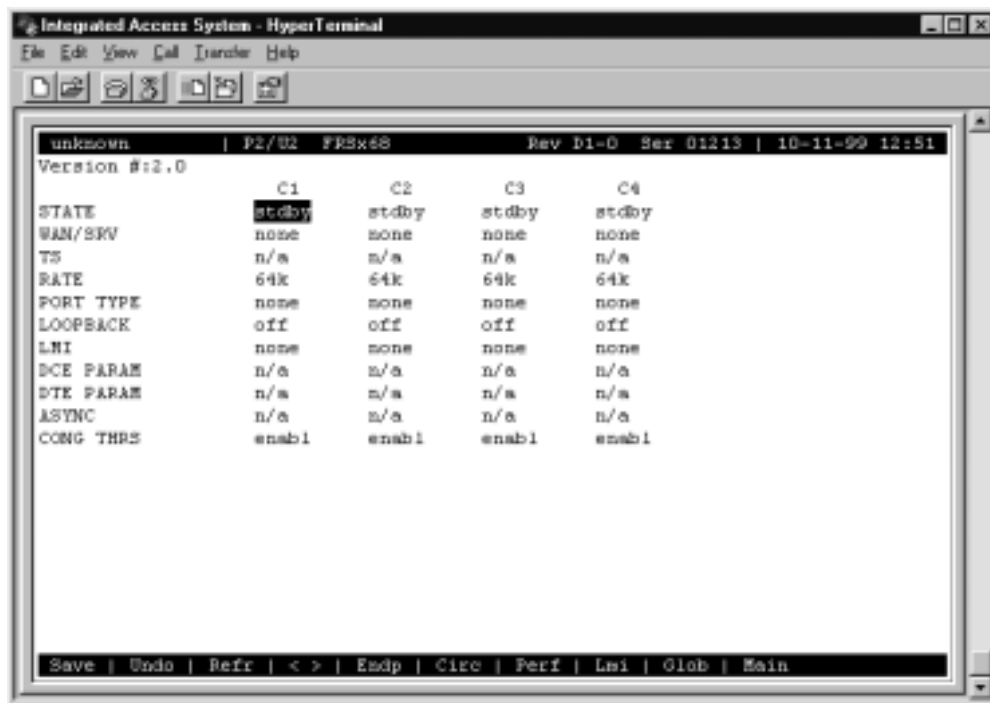 Integrated Access System - HyperTerminal
File Edit View Call Transfer Help
unknown | P2/U2 FRSx68 Rev D1-0 Ser 01213 | 10-11-99 12:51
Version #:2.0
C1 C2 C3 C4
STATE stdby stdby stdby stdby
WAN/SRV none none none none
TS n/a n/a n/a n/a
RATE 64k 64k 64k 64k
PORT TYPE none none none none
LOOPBACK off off off off
LMI none none none none
DCE PARAM n/a n/a n/a n/a
DTE PARAM n/a n/a n/a n/a
ASYNC n/a n/a n/a n/a
CONG THRS enabl enabl enabl enabl
Save | Undo | Refr | < > | Endp | Circ | Perf | Lmi | Glob | Main